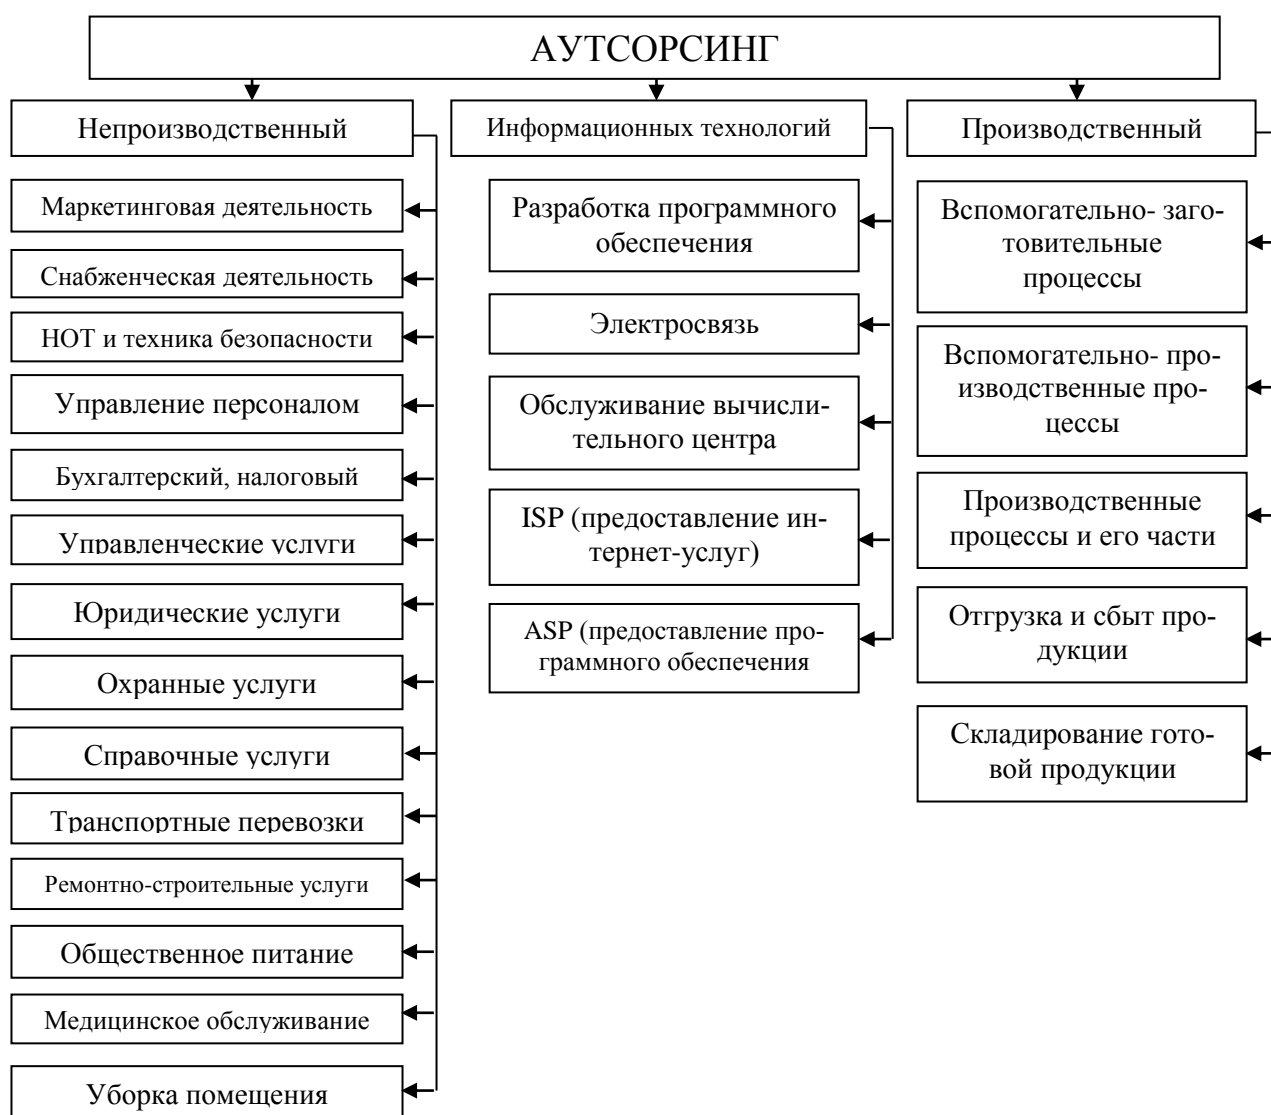 АУТСОРСИНГ
Непроизводственный
Маркетинговая деятельность
Снабженческая деятельность
НОТ и техника безопасности
Управление персоналом
Бухгалтерский, налоговый
Управленческие услуги
Юридические услуги
Охранные услуги
Справочные услуги
Транспортные перевозки
Ремонтно-строительные услуги
Общественное питание
Медицинское обслуживание
Уборка помещения
Информационных технологий
Разработка программного
обеспечения
Электросвязь
Обслуживание вычисли-
тельного центра
ISP (предоставление ин-
тернет-услуг)
ASP (предоставление про-
граммного обеспечения
Производственный
Вспомогательно- заго-
товительные
процессы
Вспомогательно- про-
изводственные про-
цессы
Производственные
процессы и его части
Отгрузка и сбыт про-
дукции
Складирование гото-
вой продукции